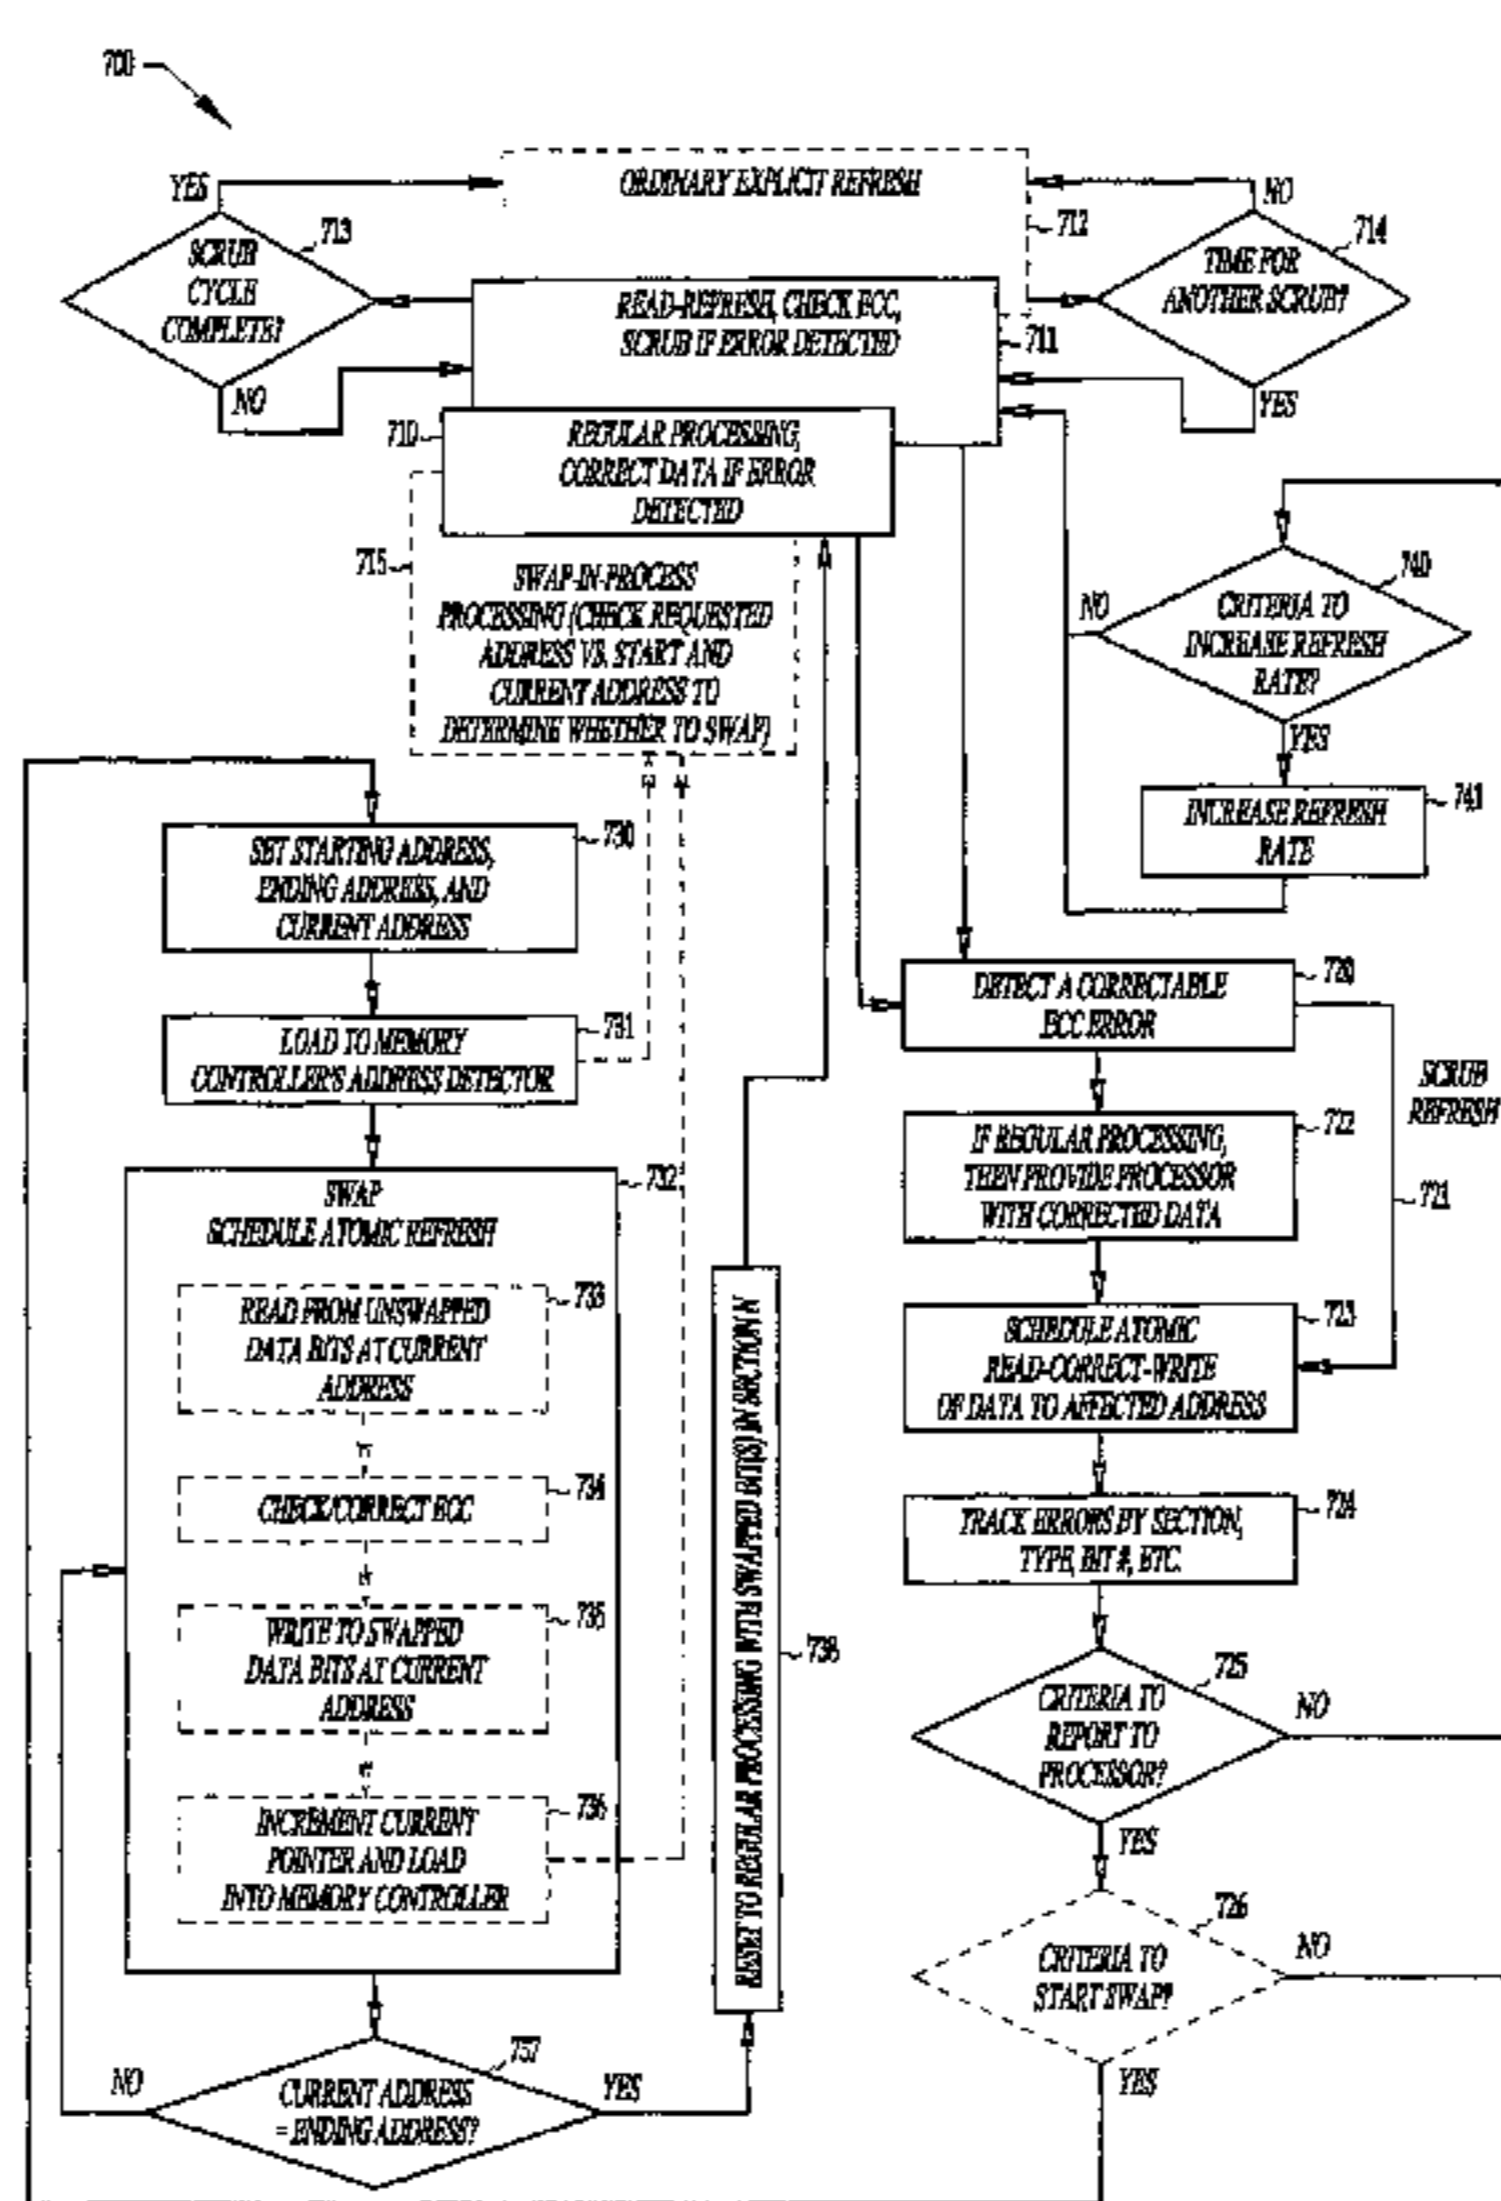 700
ORDINARY EXPLICIT REFRESH
YES
NO
713
712
714
SCRUB
CYCLE
COMPLETE?
TIME FOR
ANOTHER SCRUB?
READ-REFRESH, CHECK ECC,
SCRUB IF ERROR DETECTED
711
NO
YES
710
REGULAR PROCESSING,
CORRECT DATA IF ERROR
DETECTED
715
SWAP-IN-PROCESS
PROCESSING (CHECK REQUESTED
ADDRESS VS. START AND
CURRENT ADDRESS TO
DETERMINE WHETHER TO SWAP)
740
NO
CRITERIA TO
INCREASE REFRESH
RATE?
YES
741
INCREASE REFRESH
RATE
730
SET STARTING ADDRESS,
ENDING ADDRESS, AND
CURRENT ADDRESS
731
LOAD TO MEMORY
CONTROLLER'S ADDRESS DETECTOR
720
DETECT A CORRECTABLE
ECC ERROR
SCRUB
REFRESH
721
722
IF REGULAR PROCESSING,
THEN PROVIDE PROCESSOR
WITH CORRECTED DATA
732
SWAP
SCHEDULE ATOMIC REFRESH
733
READ FROM UNSWAPPED
DATA BITS AT CURRENT
ADDRESS
723
SCHEDULE ATOMIC
READ-CORRECT-WRITE
OF DATA TO AFFECTED ADDRESS
734
CHECK/CORRECT ECC
724
TRACK ERRORS BY SECTION,
TYPE, BIT #, ETC.
735
WRITE TO SWAPPED
DATA BITS AT CURRENT
ADDRESS
RESET TO REGULAR PROCESSING WITH SWAPPED BIT(S) IN SECTION N
738
725
CRITERIA TO
REPORT TO
PROCESSOR?
NO
YES
736
INCREMENT CURRENT
POINTER AND LOAD
INTO MEMORY CONTROLLER
726
CRITERIA TO
START SWAP?
NO
YES
737
NO
CURRENT ADDRESS
= ENDING ADDRESS?
YES